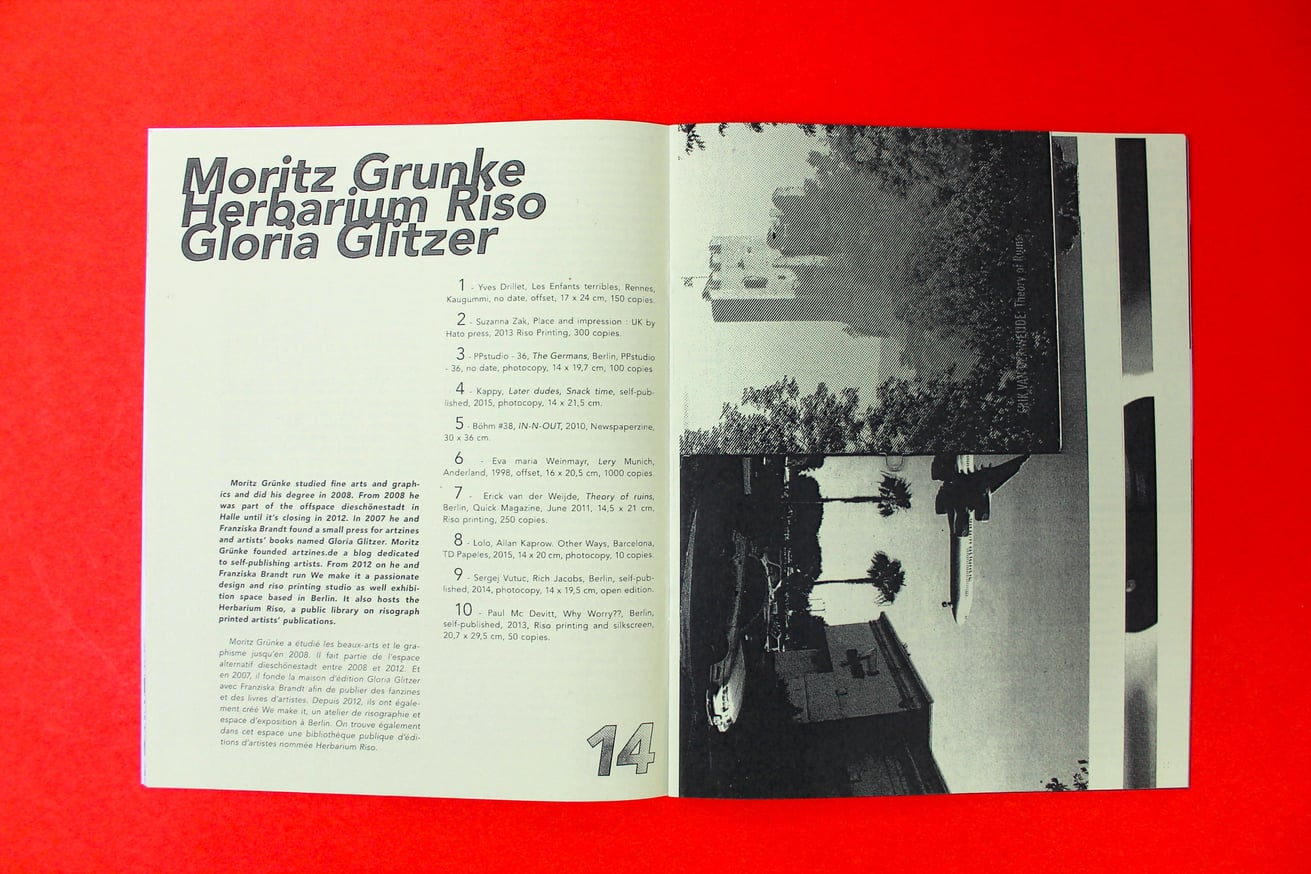 Moritz Grunke
Herbarium Riso
Gloria Glitzer
1 - Yves Drillet, Les Enfants terribles, Rennes,
Kaugummi, no date, offset, 17 x 24 cm, 150 copies.
2 - Suzanna Zak, Place and impression : UK by
Hato press, 2013 Riso Printing, 300 copies.
3 - PPstudio - 36, The Germans, Berlin, PPstudio
- 36, no date, photocopy, 14 x 19,7 cm, 100 copies
4 - Kappy, Later dudes, Snack time, self-pub-
lished, 2015, photocopy, 14 x 21,5 cm.
5 - Böhm #38, IN-N-OUT, 2010, Newspaperzine,
30 x 36 cm.
6 - Eva maria Weinmayr, Lery Munich,
Anderland, 1998, offset, 16 x 20,5 cm, 1000 copies.
7 - Erick van der Weijde, Theory of ruins,
Berlin, Quick Magazine, June 2011, 14,5 x 21 cm,
Riso printing, 250 copies.
8 - Lolo, Allan Kaprow. Other Ways, Barcelona,
TD Papeles, 2015, 14 x 20 cm, photocopy, 10 copies.
9 - Sergej Vutuc, Rich Jacobs, Berlin, self-pub-
lished, 2014, photocopy, 14 x 19,5 cm, open edition.
10 - Paul Mc Devitt, Why Worry??, Berlin,
self-published, 2013, Riso printing and silkscreen,
20,7 x 29,5 cm, 50 copies.
Moritz Grünke studied fine arts and graph-
ics and did his degree in 2008. From 2008 he
was part of the offspace dieschönestadt in
Halle until it's closing in 2012. In 2007 he and
Franziska Brandt found a small press for artzines
and artists' books named Gloria Glitzer. Moritz
Grünke founded artzines.de a blog dedicated
to self-publishing artists. From 2012 on he and
Franziska Brandt run We make it a passionate
design and riso printing studio as well exhibi-
tion space based in Berlin. It also hosts the
Herbarium Riso, a public library on risograph
printed artists' publications.
Moritz Grünke a étudié les beaux-arts et le gra-
phisme jusqu'en 2008. Il fait partie de l'espace
alternatif dieschönestadt entre 2008 et 2012. Et
en 2007, il fonde la maison d'édition Gloria Glitzer
avec Franziska Brandt afin de publier des fanzines
et des livres d'artistes. Depuis 2012, ils ont égale-
ment créé We make it, un atelier de risographie et
espace d'exposition à Berlin. On trouve également
dans cet espace une bibliothèque publique d'édi-
tions d'artistes nommée Herbarium Riso.
14
ERIK VAN DER WEIJDE Theory of Ruins